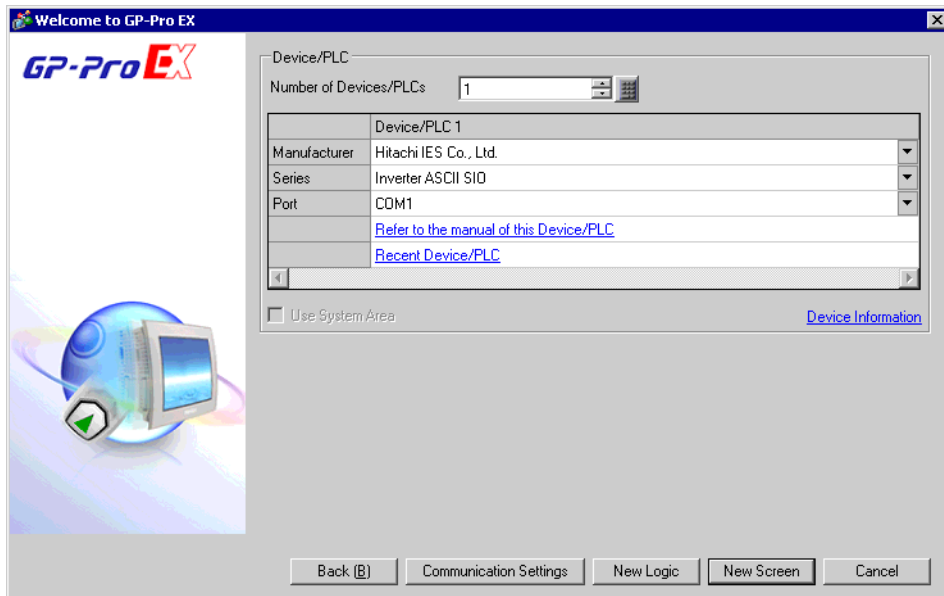 Welcome to GP-Pro EX
GP-Pro EX
Device/PLC
Number of Devices/PLCs 1
Device/PLC 1
Manufacturer Hitachi IES Co., Ltd.
Series Inverter ASCII SIO
Port COM1
Refer to the manual of this Device/PLC
Recent Device/PLC
Use System Area Device Information
Back (B) Communication Settings New Logic New Screen Cancel